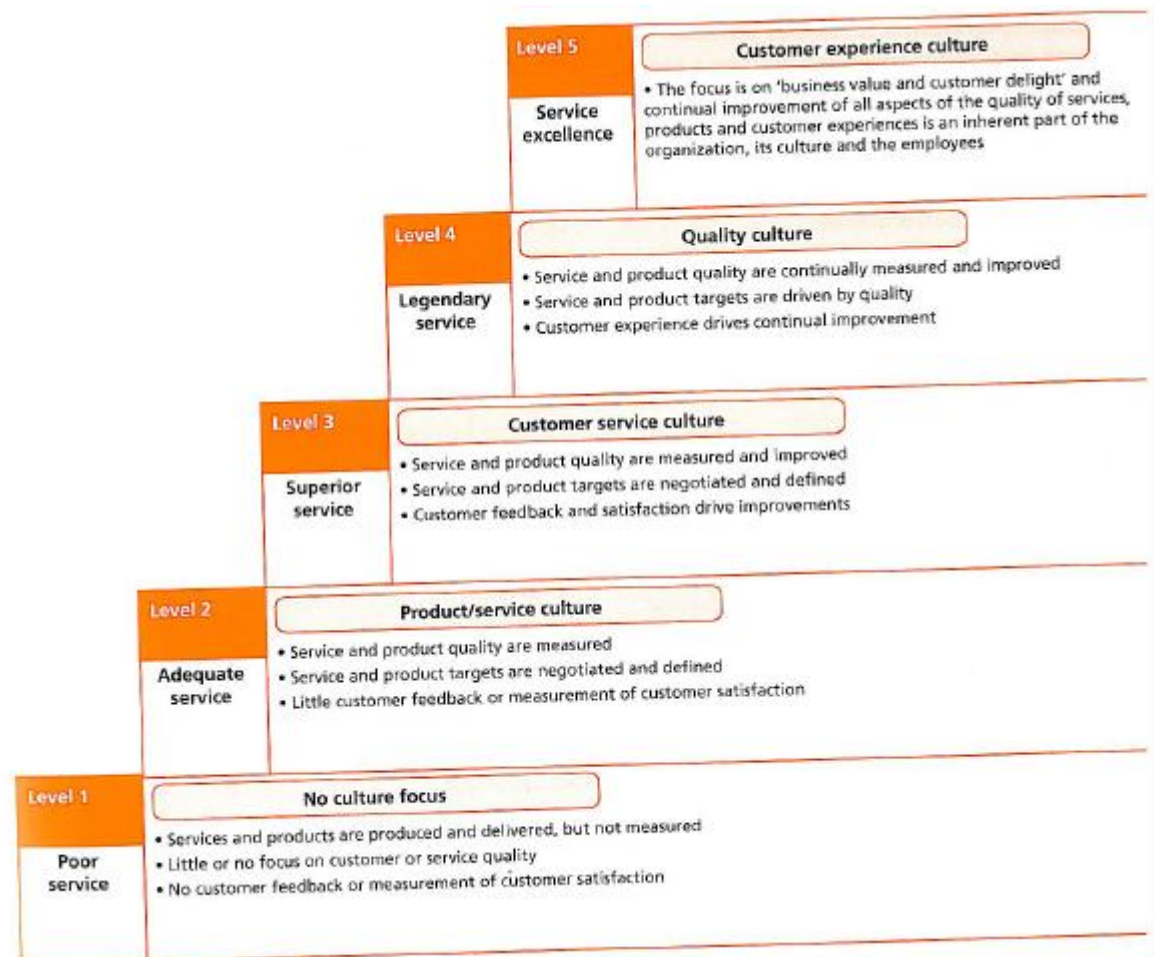 Level 5
Customer experience culture
Service
excellence
• The focus is on 'business value and customer delight' and
continual improvement of all aspects of the quality of services,
products and customer experiences is an inherent part of the
organization, its culture and the employees
Level 4
Quality culture
Legendary
service
• Service and product quality are continually measured and improved
• Service and product targets are driven by quality
• Customer experience drives continual improvement
Level 3
Customer service culture
Superior
service
• Service and product quality are measured and improved
• Service and product targets are negotiated and defined
• Customer feedback and satisfaction drive improvements
Level 2
Product/service culture
Adequate
service
• Service and product quality are measured
• Service and product targets are negotiated and defined
• Little customer feedback or measurement of customer satisfaction
Level 1
No culture focus
Poor
service
• Services and products are produced and delivered, but not measured
• Little or no focus on customer or service quality
• No customer feedback or measurement of customer satisfaction